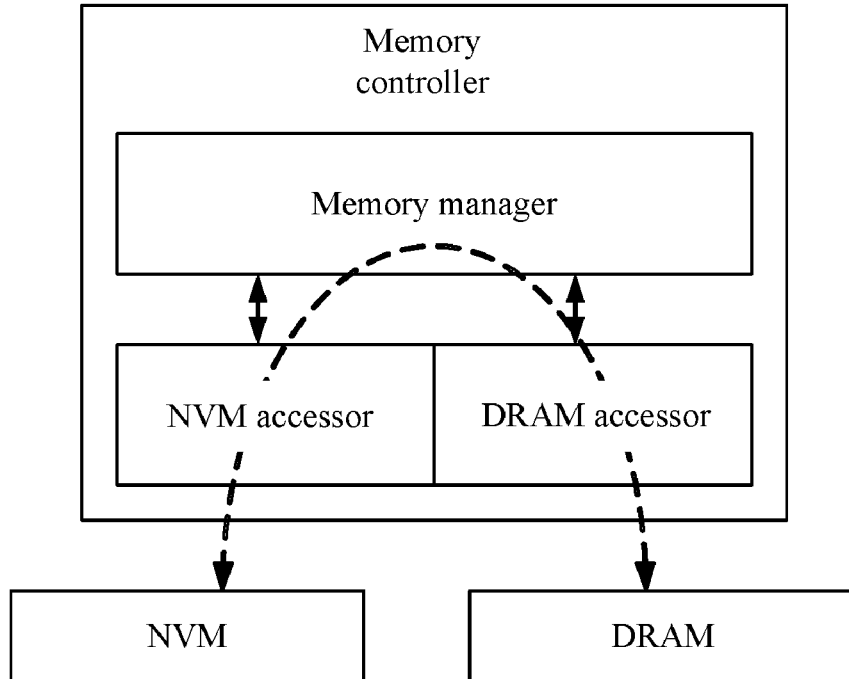 Memory
controller
Memory manager
NVM accessor
DRAM accessor
NVM
DRAM